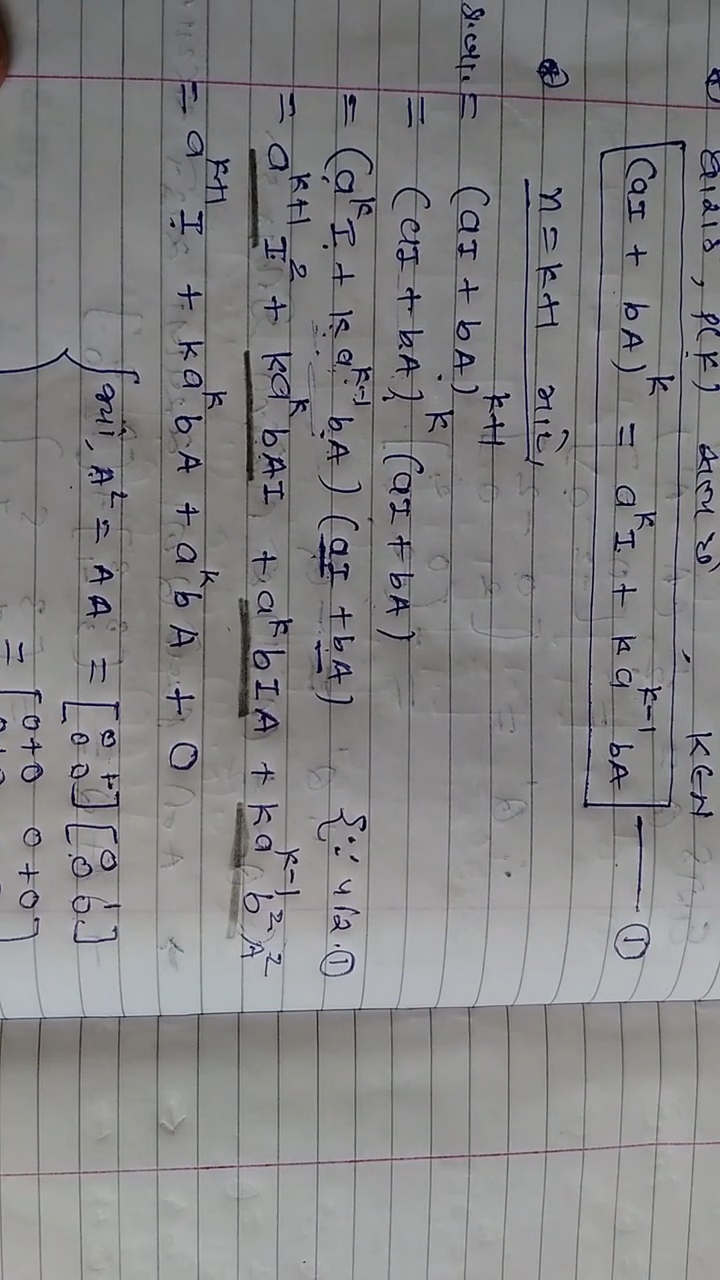 ધારોકે, P(k) સત્ય છે. k∈N
(aI + bA)^k = a^k I + k a^{k-1} bA —— ①
n = k+1 માટે,
ડા.બા. = (aI + bA)^{k+1}
= (aI + bA)^k (aI + bA)
= (a^k I + k a^{k-1} bA) (aI + bA) {∵ પરિ. ①
= a^{k+1} I^2 + k a^k bAI + a^k bIA + k a^{k-1} b^2 A^2
= a^{k+1} I + k a^k bA + a^k bA + 0
{ A^2 = AA = [0 1 0 0] [0 1 0 0]
= [0+0 0+0